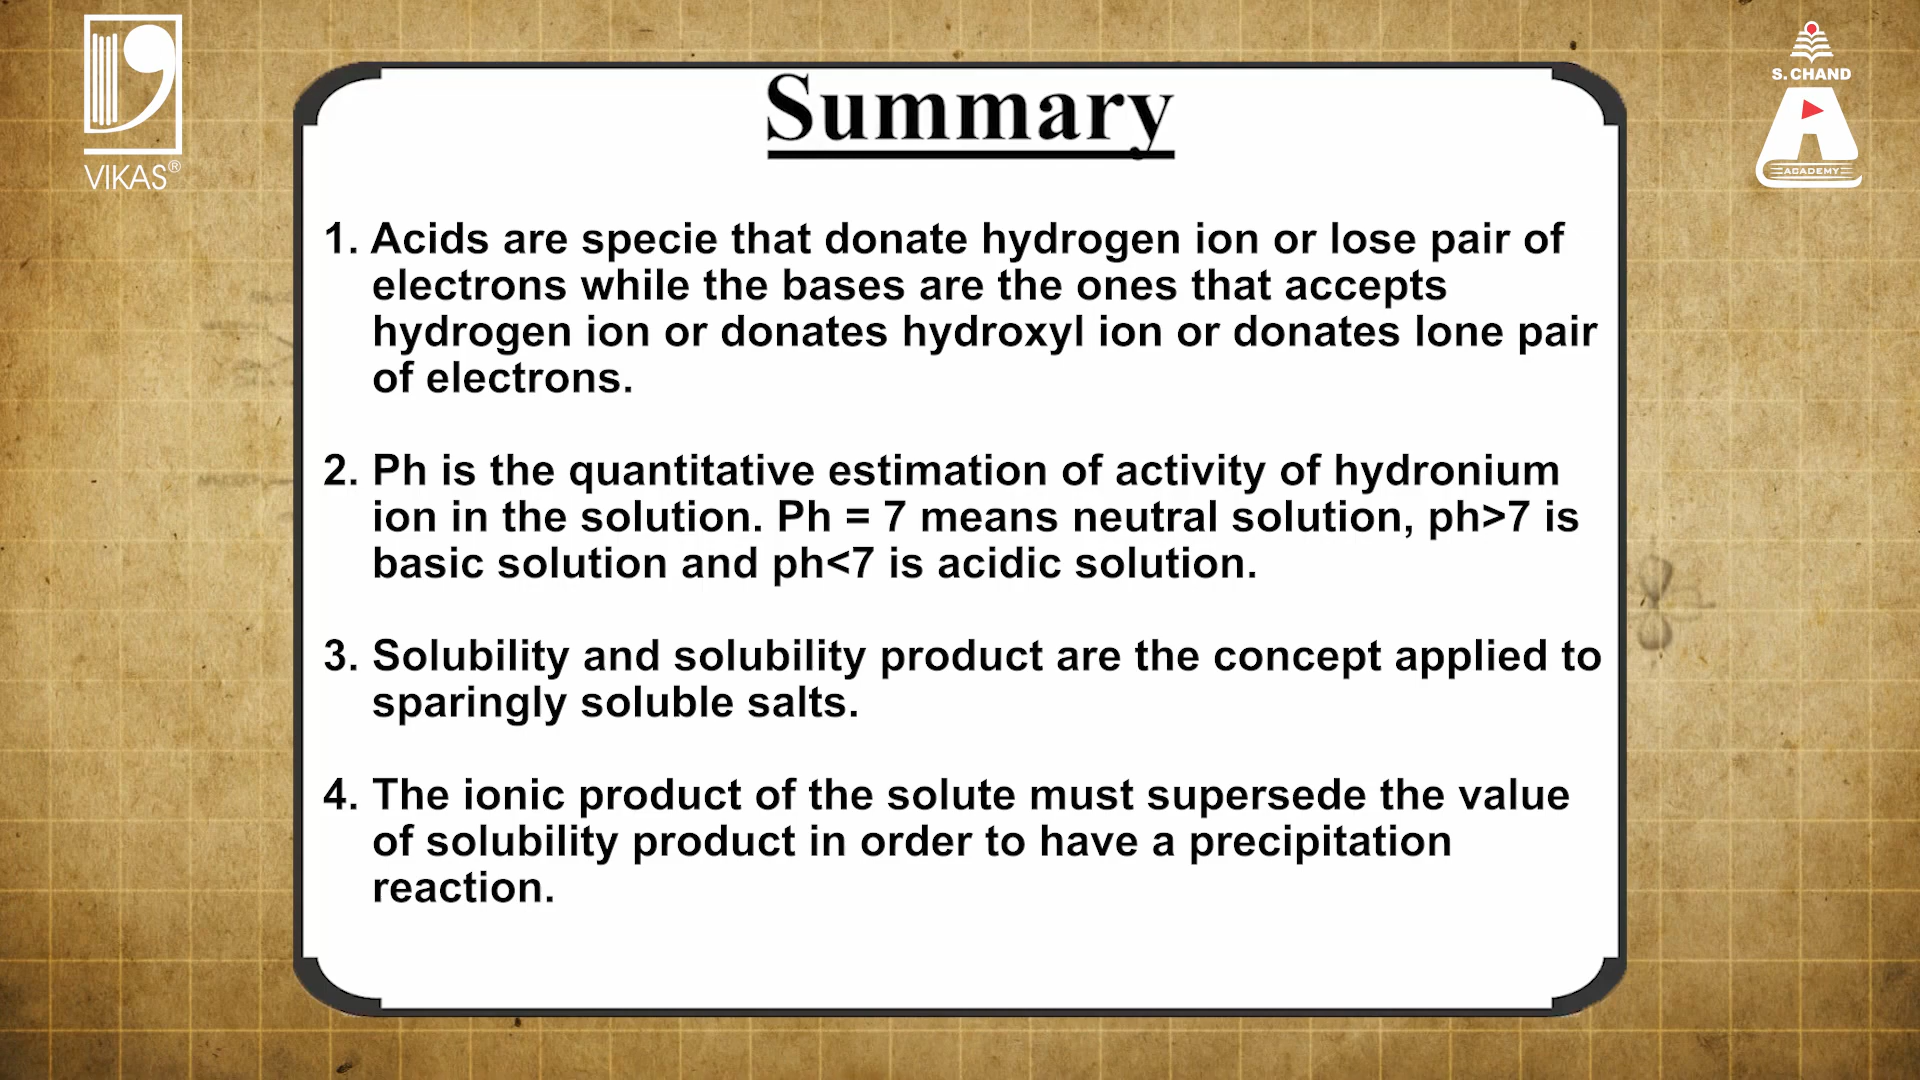 VIKAS®
S. CHAND
ACADEMY
Summary
1. Acids are specie that donate hydrogen ion or lose pair of
electrons while the bases are the ones that accepts
hydrogen ion or donates hydroxyl ion or donates lone pair
of electrons.
2. Ph is the quantitative estimation of activity of hydronium
ion in the solution. Ph = 7 means neutral solution, ph>7 is
basic solution and ph<7 is acidic solution.
3. Solubility and solubility product are the concept applied to
sparingly soluble salts.
4. The ionic product of the solute must supersede the value
of solubility product in order to have a precipitation
reaction.